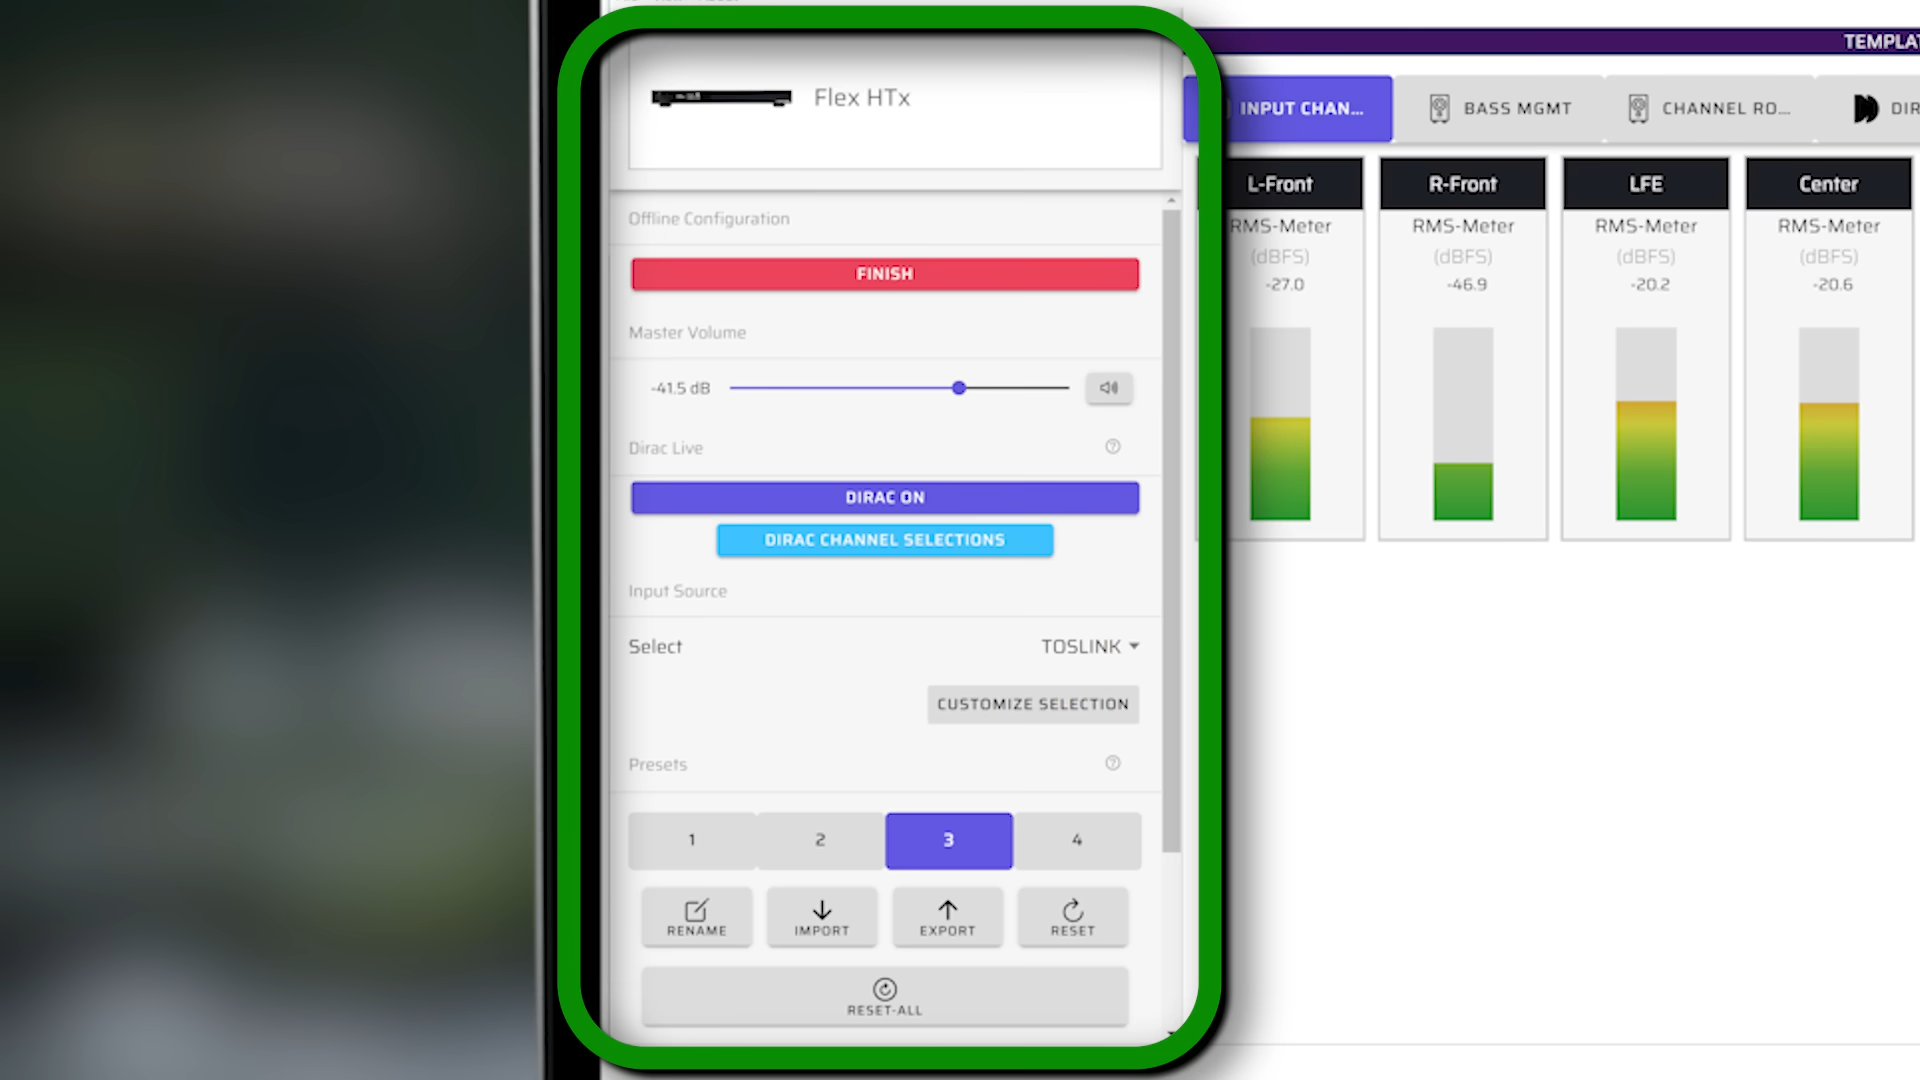 Flex HTx
Offline Configuration
FINISH
Master Volume
-41.5 dB
Dirac Live
DIRAC ON
DIRAC CHANNEL SELECTIONS
Input Source
Select
TOSLINK
CUSTOMIZE SELECTION
Presets
1 2 3 4
RENAME IMPORT EXPORT RESET
RESET-ALL
TEMPLAT
INPUT CHAN... BASS MGMT CHANNEL RO... DIR
L-Front R-Front LFE Center
RMS-Meter RMS-Meter RMS-Meter RMS-Meter
(dBFS) (dBFS) (dBFS) (dBFS)
-27.0 -46.9 -20.2 -20.6